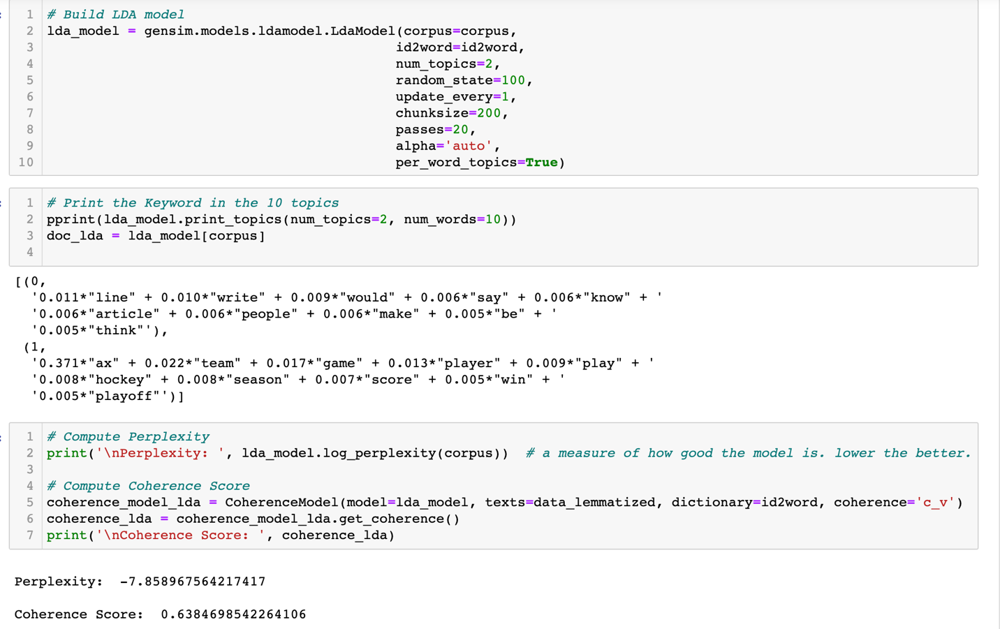 1 # Build LDA model
2 lda_model = gensim.models.ldamodel.LdaModel(corpus=corpus,
3 id2word=id2word,
4 num_topics=2,
5 random_state=100,
6 update_every=1,
7 chunksize=200,
8 passes=20,
9 alpha='auto',
10 per_word_topics=True)
1 # Print the Keyword in the 10 topics
2 pprint(lda_model.print_topics(num_topics=2, num_words=10))
3 doc_lda = lda_model[corpus]
4
[(0,
'0.011*"line" + 0.010*"write" + 0.009*"would" + 0.006*"say" + 0.006*"know" + '
'0.006*"article" + 0.006*"people" + 0.006*"make" + 0.005*"be" + '
'0.005*"think"'),
(1,
'0.371*"ax" + 0.022*"team" + 0.017*"game" + 0.013*"player" + 0.009*"play" + '
'0.008*"hockey" + 0.008*"season" + 0.007*"score" + 0.005*"win" + '
'0.005*"playoff"')]
1 # Compute Perplexity
2 print('\nPerplexity: ', lda_model.log_perplexity(corpus))  # a measure of how good the model is. lower the better.
3
4 # Compute Coherence Score
5 coherence_model_lda = CoherenceModel(model=lda_model, texts=data_lemmatized, dictionary=id2word, coherence='c_v')
6 coherence_lda = coherence_model_lda.get_coherence()
7 print('\nCoherence Score: ', coherence_lda)
Perplexity:  -7.858967564217417
Coherence Score:  0.6384698542264106